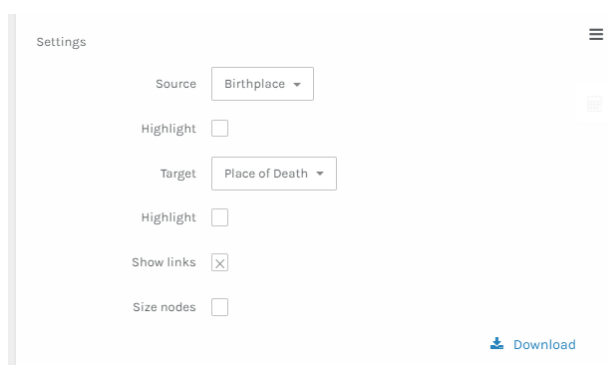 Settings
Source Birthplace
Highlight
Target Place of Death
Highlight
Show links
Size nodes
Download